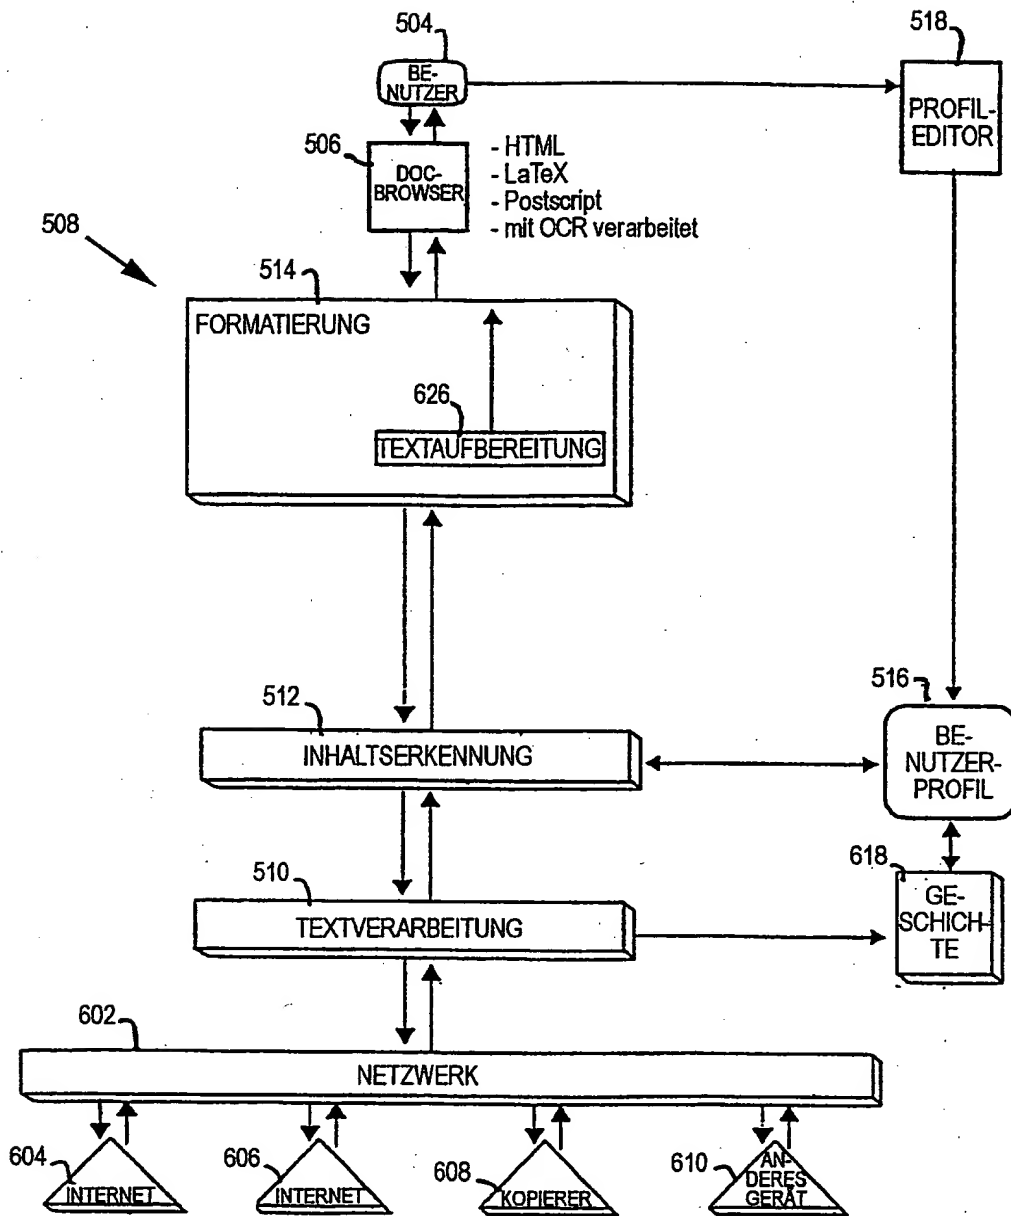 504
518
BE-
NUTZER
PROFIL-
EDITOR
506
DOC-
BROWSER
- HTML
- LaTeX
- Postscript
- mit OCR verarbeitet
508
514
FORMATIERUNG
626
TEXTAUFBEREITUNG
512
INHALTSERKENNUNG
516
BE-
NUTZER-
PROFIL
510
TEXTVERARBEITUNG
618
GE-
SCHICH-
TE
602
NETZWERK
604
INTERNET
606
INTERNET
608
KOPIERER
610
AN-
DERES
GERÄT